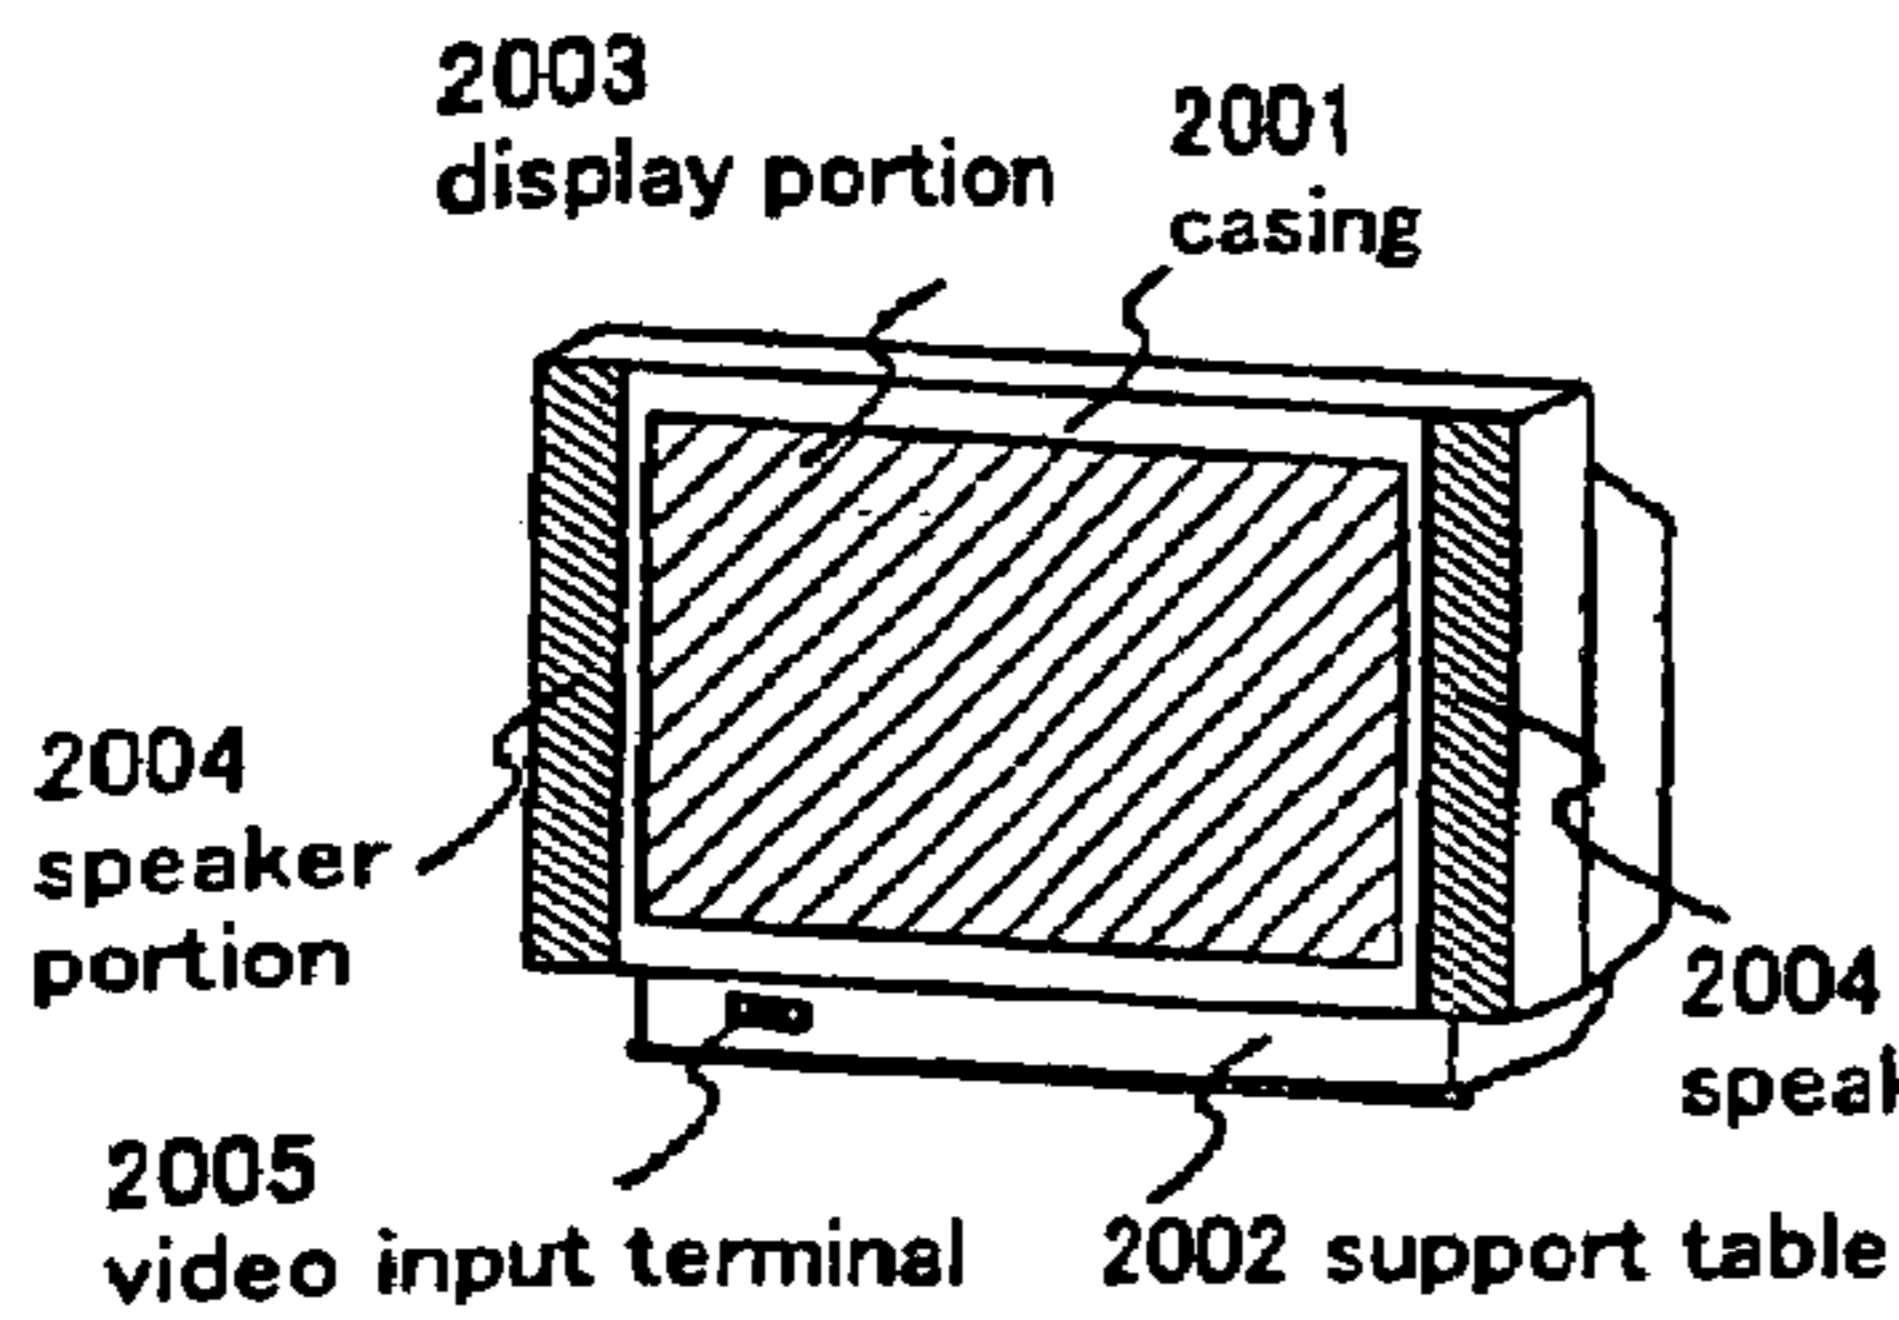 2003
display portion
2001
casing
2004
speaker
portion
2004
2005
video input terminal
2002 support table